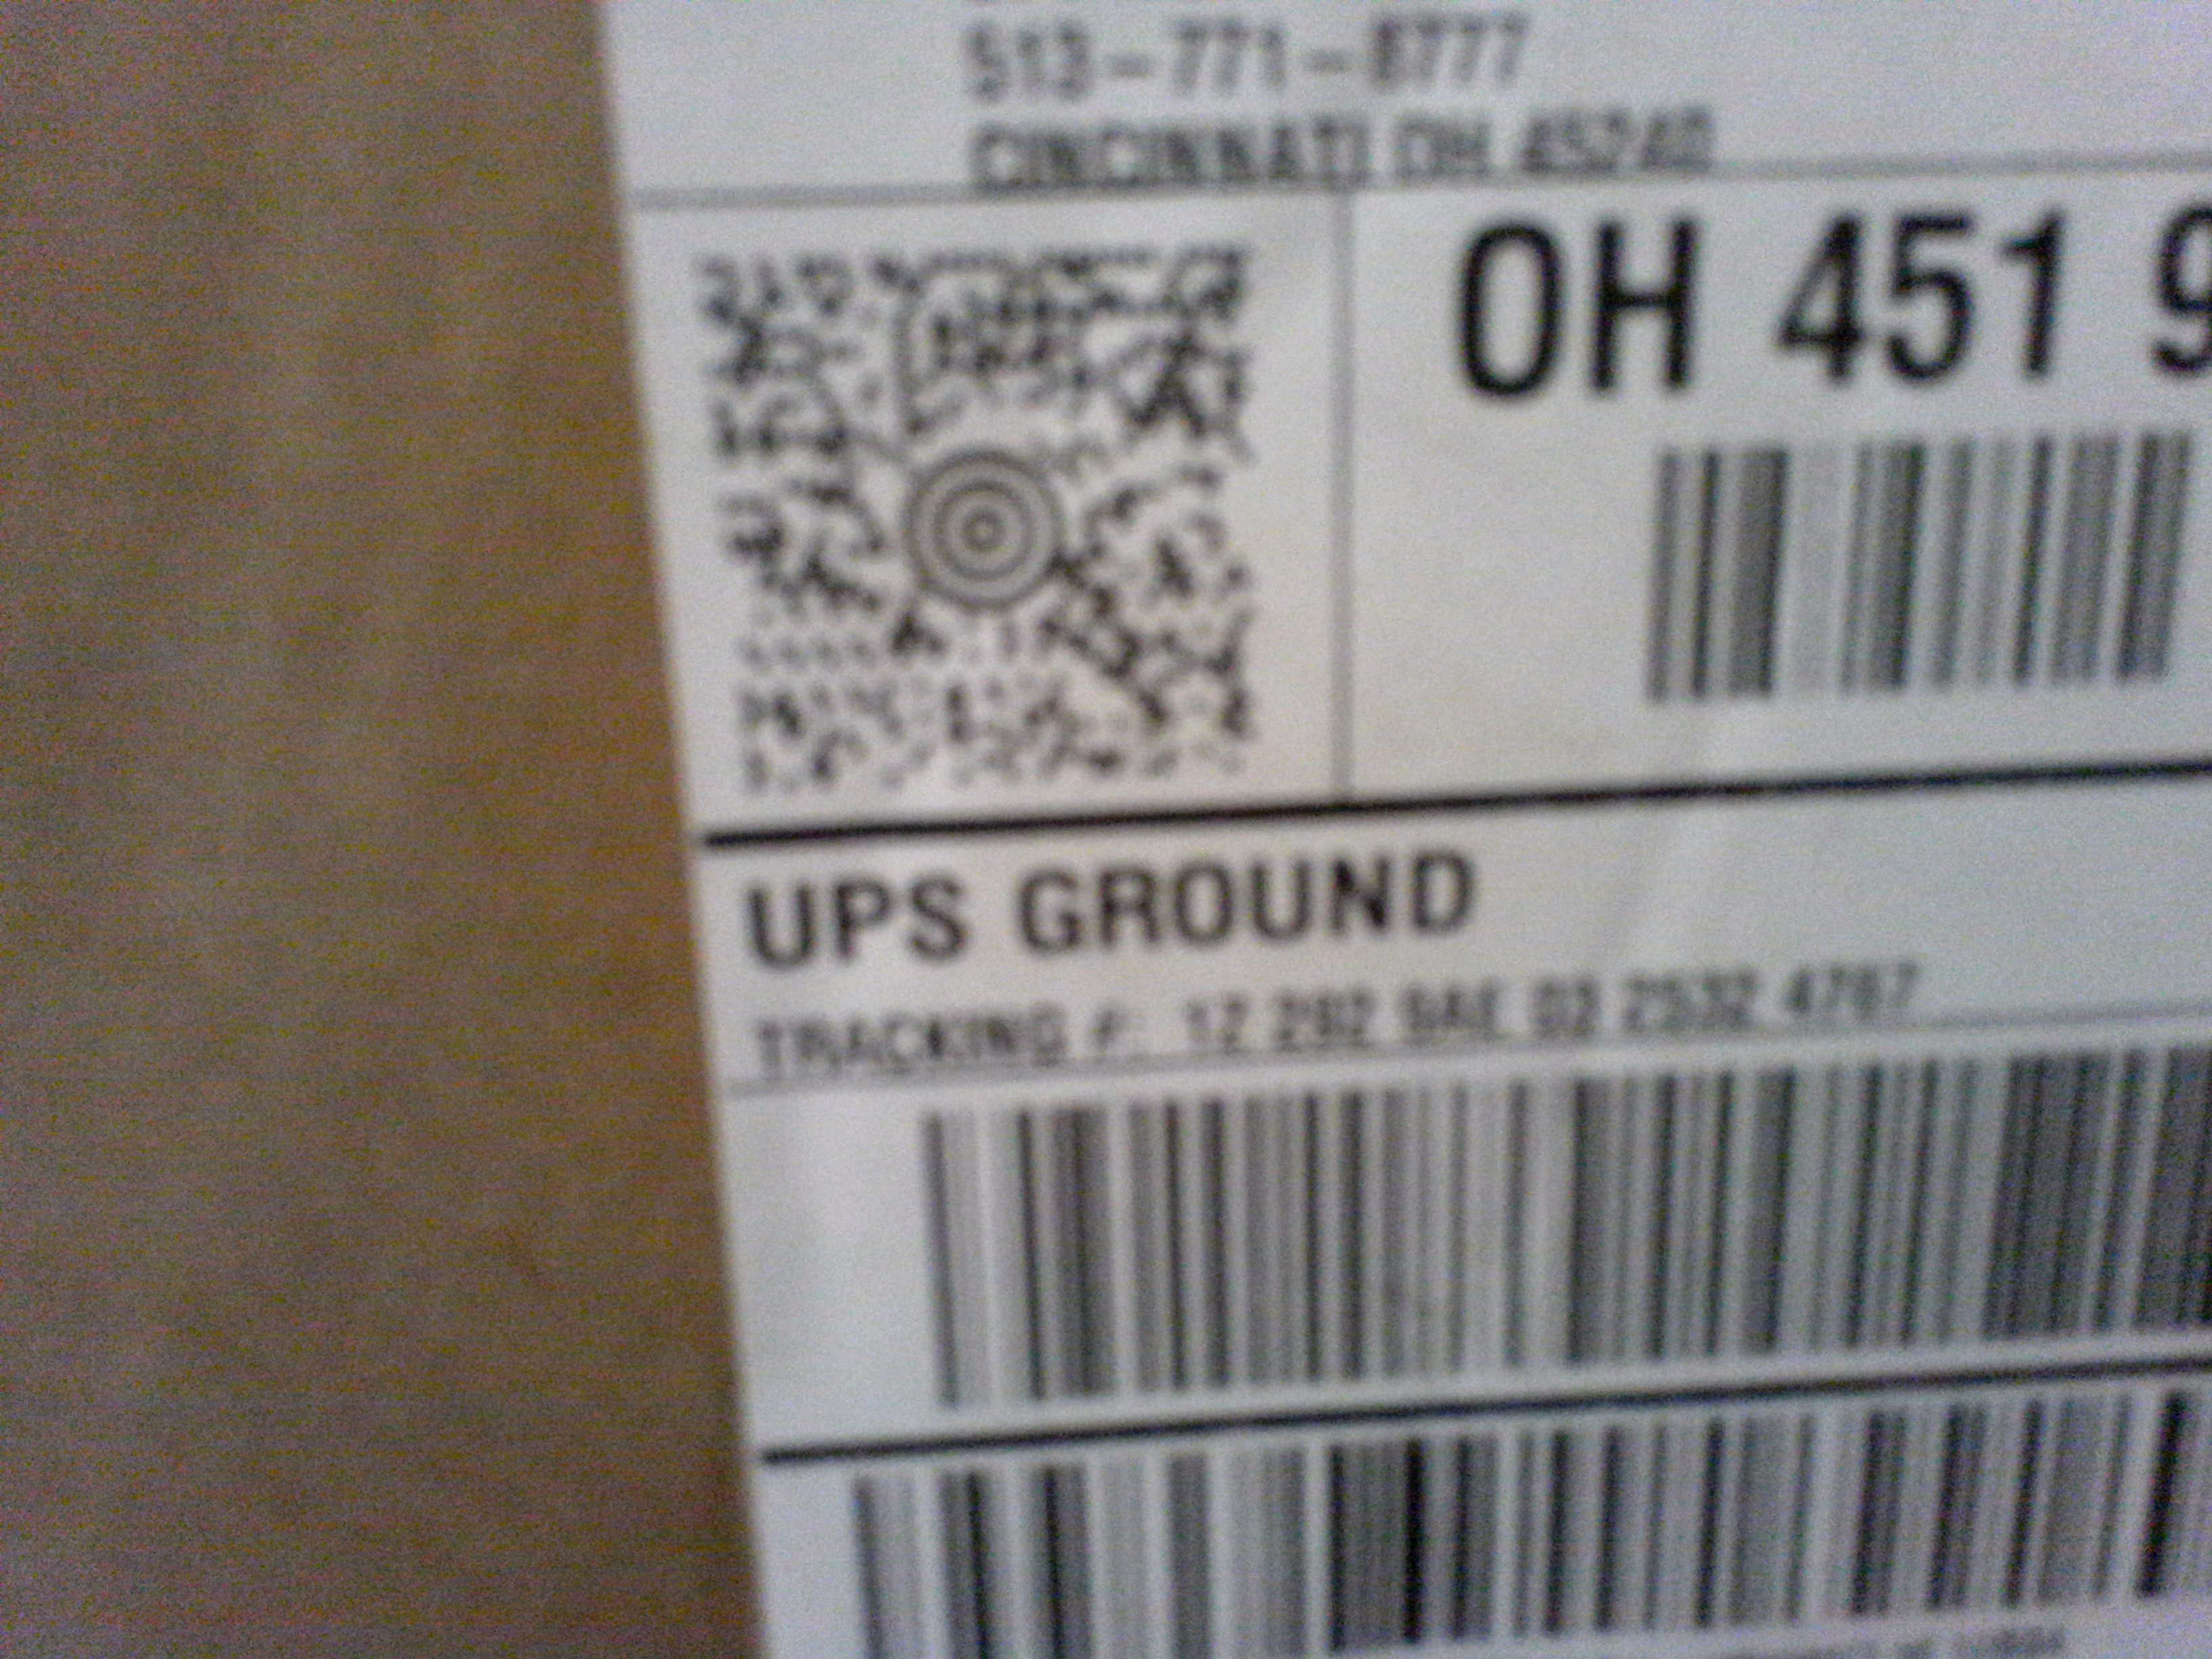 513-771-8777
CINCINNATI OH 45240
OH 451 9
UPS GROUND
TRACKING #: 1Z 292 9AE 03 2532 4767